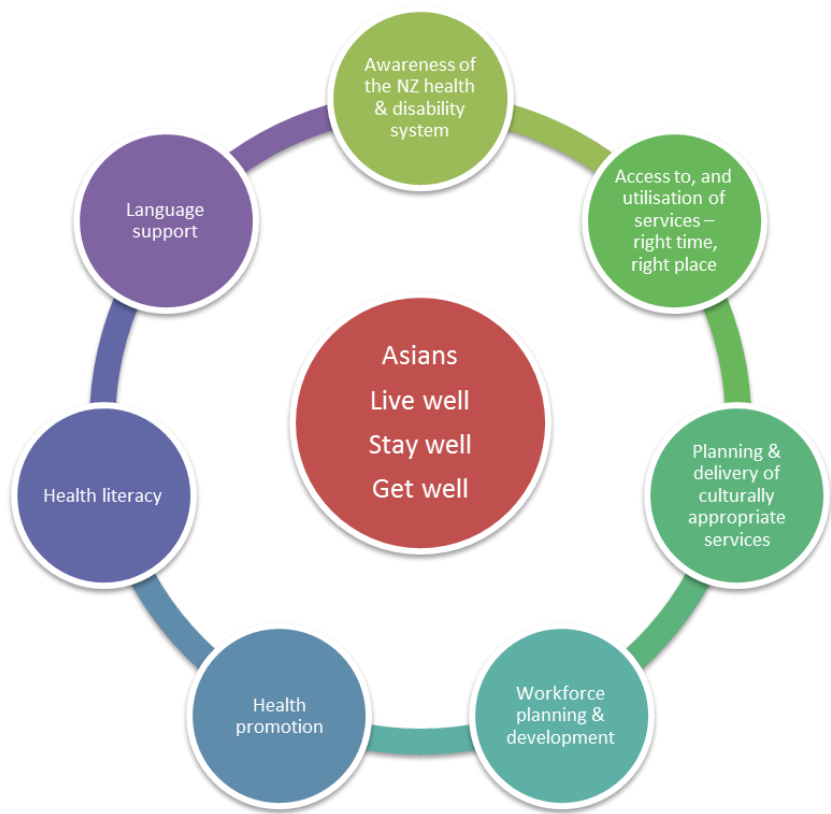 Awareness of
the NZ health
& disability
system
Access to, and
utilisation of
services –
right time,
right place
Planning &
delivery of
culturally
appropriate
services
Workforce
planning &
development
Health
promotion
Health literacy
Language
support
Asians
Live well
Stay well
Get well